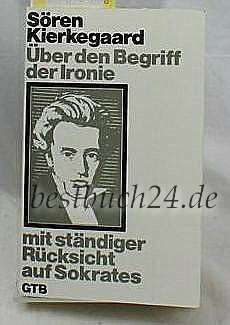 Sören
Kierkegaard
Über den Begriff
der Ironie
bestbuch24.de
mit ständiger
Rücksicht
auf Sokrates
GTB